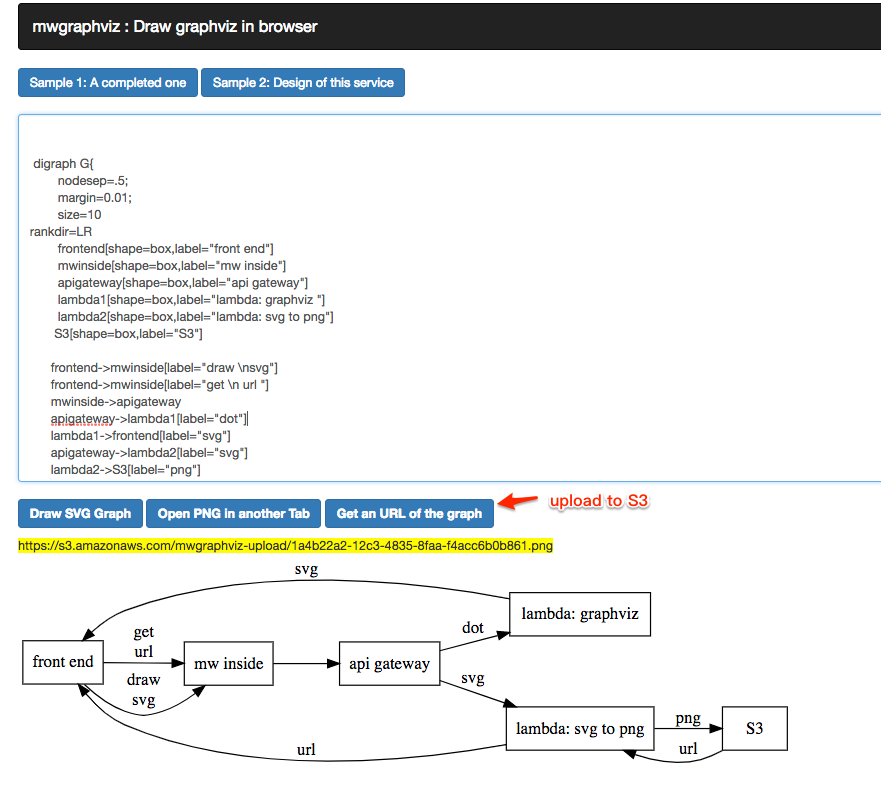 mwgraphviz : Draw graphviz in browser
Sample 1: A completed one
Sample 2: Design of this service
digraph G{
nodesep=.5;
margin=0.01;
size=10
rankdir=LR
frontend[shape=box,label="front end"]
mwinside[shape=box,label="mw inside"]
apigateway[shape=box,label="api gateway"]
lambda1[shape=box,label="lambda: graphviz "]
lambda2[shape=box,label="lambda: svg to png"]
S3[shape=box,label="S3"]
frontend->mwinside[label="draw \nsvg"]
frontend->mwinside[label="get \n url "]
mwinside->apigateway
apigateway->lambda1[label="dot"]
lambda1->frontend[label="svg"]
apigateway->lambda2[label="svg"]
lambda2->S3[label="png"]
Draw SVG Graph
Open PNG in another Tab
Get an URL of the graph
upload to S3
https://s3.amazonaws.com/mwgraphviz-upload/1a4b22a2-12c3-4835-8faa-f4acc6b0b861.png
svg
lambda: graphviz
dot
get
url
front end
mw inside
api gateway
draw
svg
svg
lambda: svg to png
png
S3
url
url